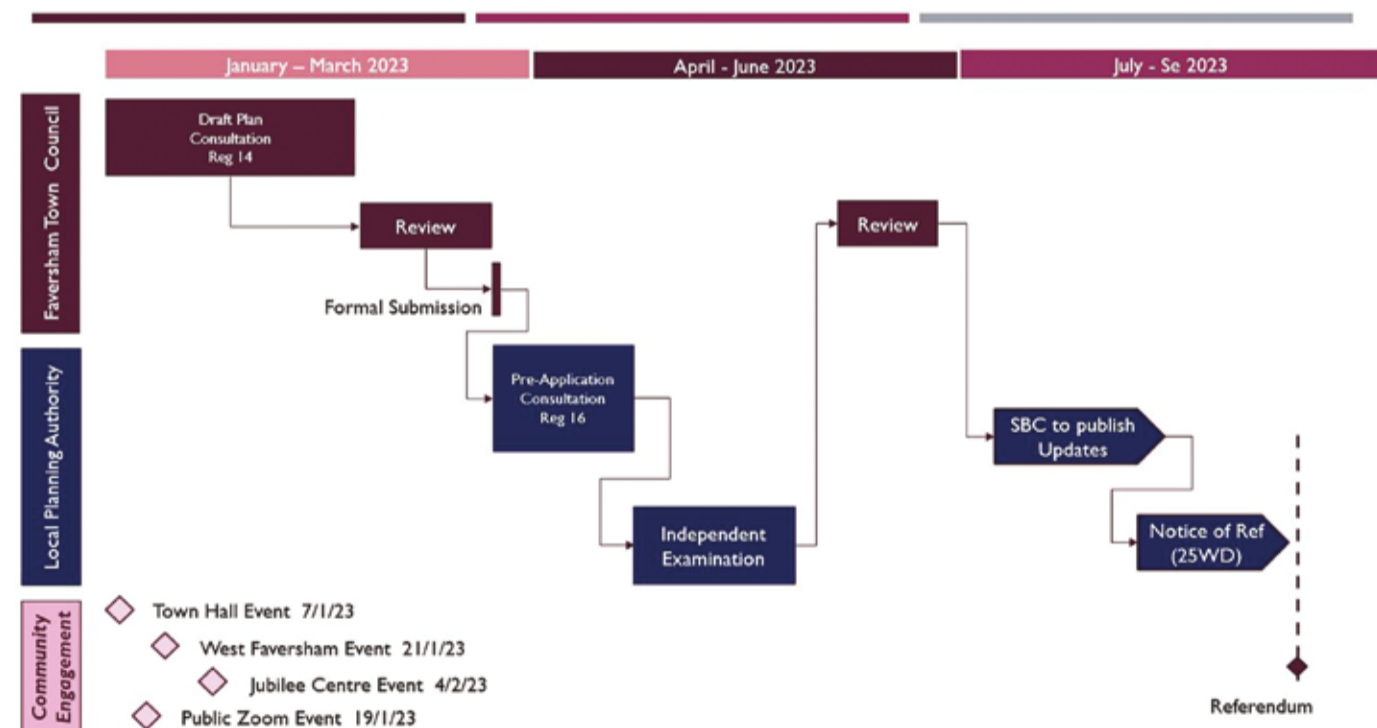 January – March 2023
April - June 2023
July - Se 2023
Faversham Town Council
Draft Plan
Consultation
Reg 14
Review
Review
Formal Submission
Local Planning Authority
Pre-Application
Consultation
Reg 16
SBC to publish
Updates
Independent
Examination
Notice of Ref
(25WD)
Community
Engagement
Town Hall Event 7/1/23
West Faversham Event 21/1/23
Jubilee Centre Event 4/2/23
Public Zoom Event 19/1/23
Referendum